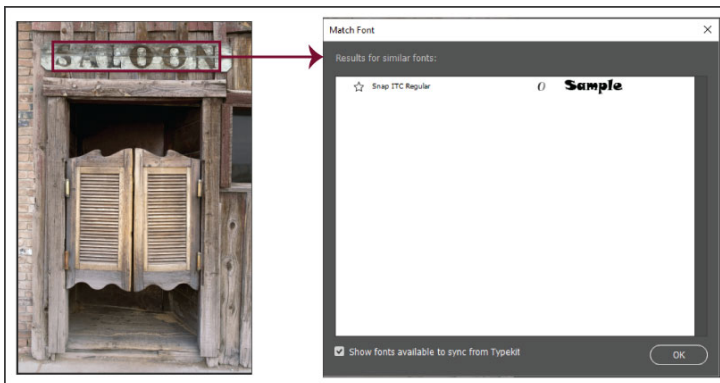 SALOON
Match Font
Results for similar fonts:
Snap ITC Regular
Sample
Show fonts available to sync from Typekit
OK